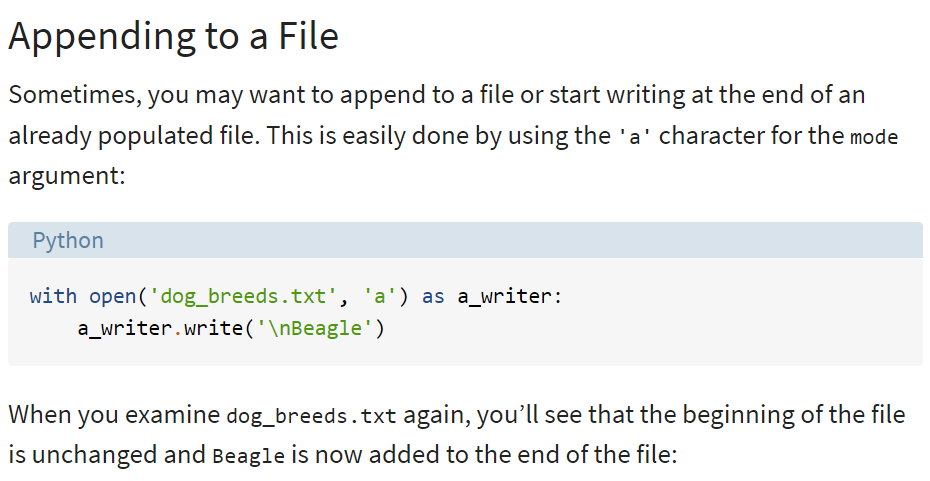 Appending to a File
Sometimes, you may want to append to a file or start writing at the end of an
already populated file. This is easily done by using the 'a' character for the mode
argument:
Python
with open('dog_breeds.txt', 'a') as a_writer:
    a_writer.write('\nBeagle')
When you examine dog_breeds.txt again, you’ll see that the beginning of the file
is unchanged and Beagle is now added to the end of the file: